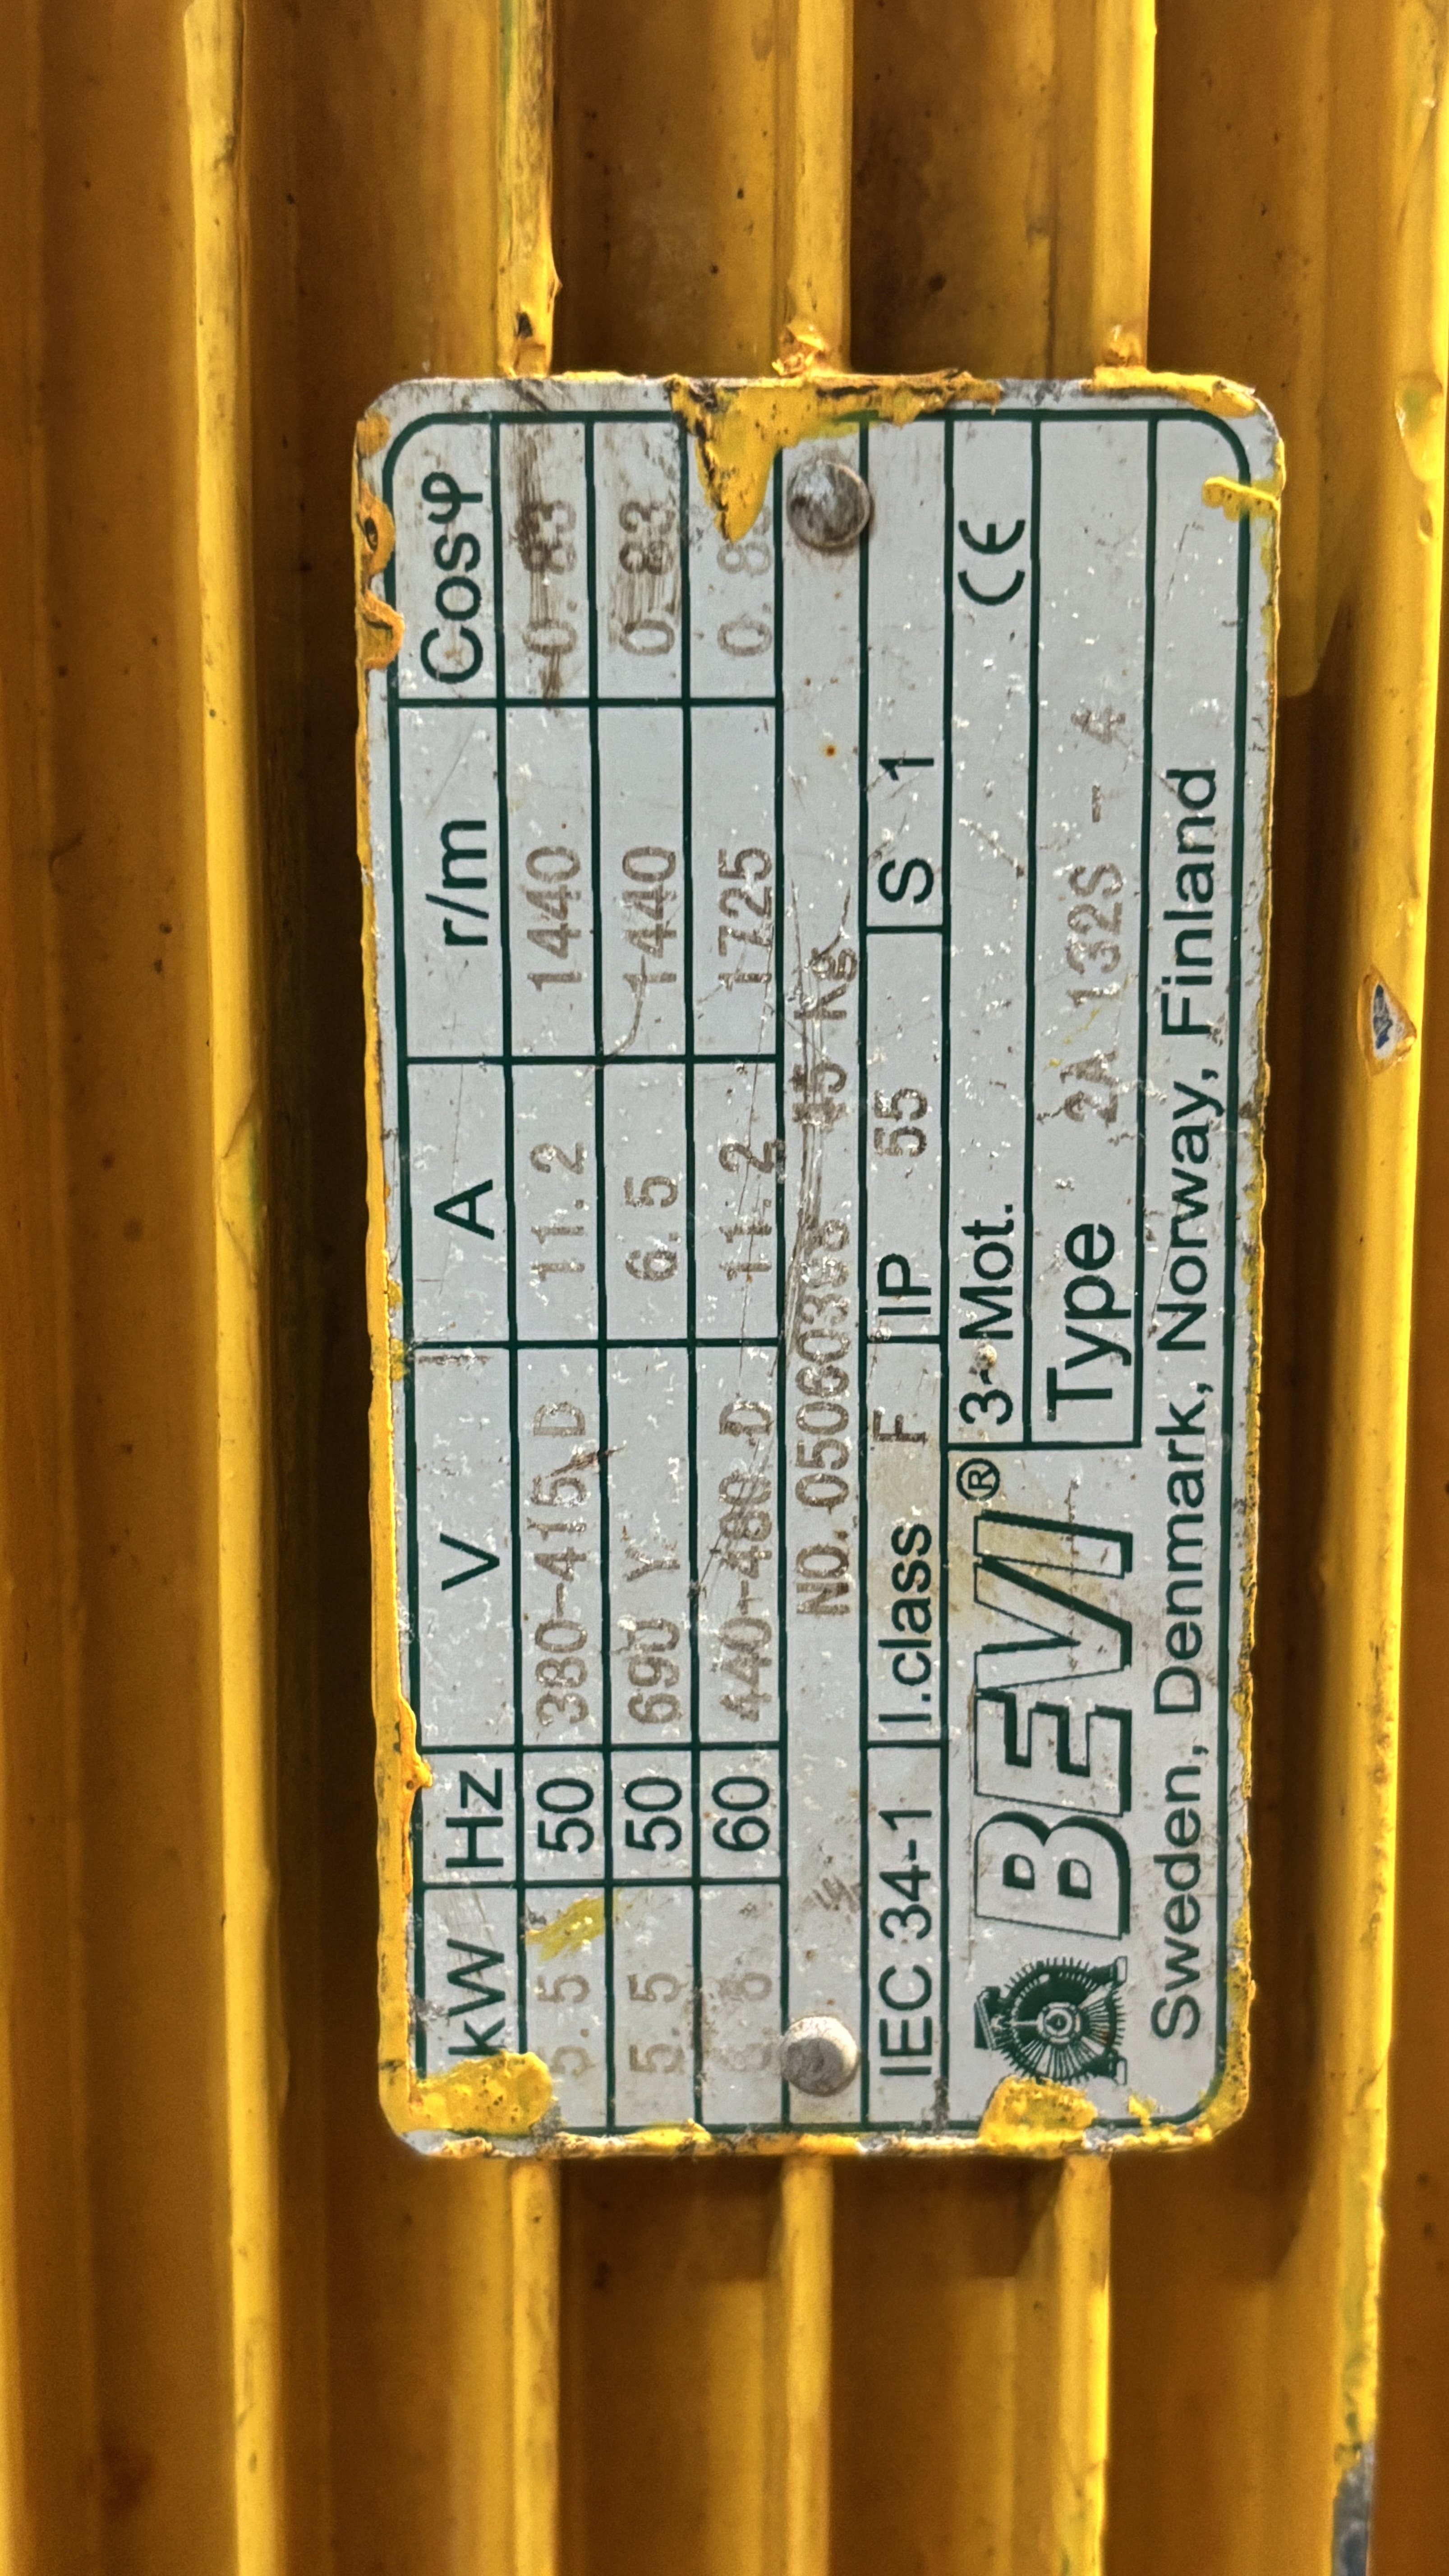 kW Hz V A r/m Cosφ
5.5 50 380-415 D 11.2 1440 0.83
5.5 50 690 Y 6.5 1440 0.83
60 440-480 D 11.2 1725
NO. Kg
IEC 34-1 I.class F IP 55 S 1
BEVI® 3~Mot. CE
Type 2A 132S-4
Sweden, Denmark, Norway, Finland